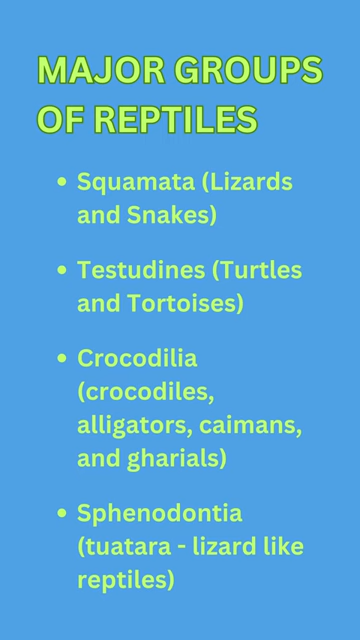 MAJOR GROUPS
OF REPTILES
• Squamata (Lizards
and Snakes)
• Testudines (Turtles
and Tortoises)
• Crocodilia
(crocodiles,
alligators, caimans,
and gharials)
• Sphenodontia
(tuatara - lizard like
reptiles)